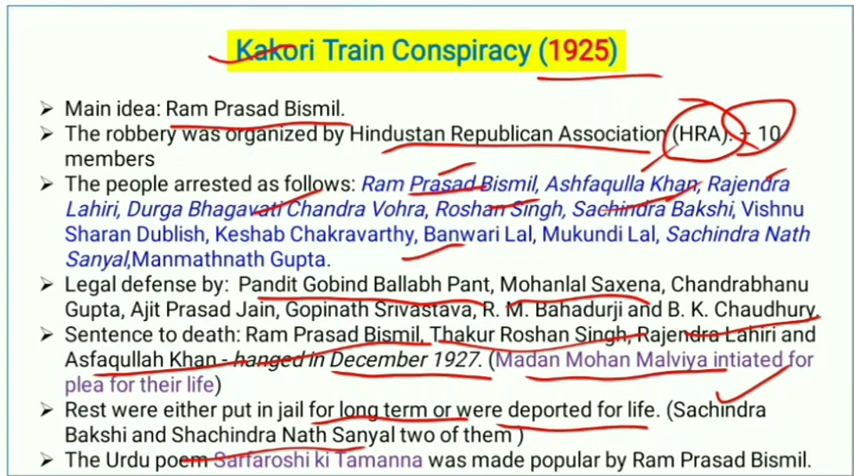 Kakori Train Conspiracy (1925)
➤ Main idea: Ram Prasad Bismil.
➤ The robbery was organized by Hindustan Republican Association (HRA). - 10
members
➤ The people arrested as follows: Ram Prasad Bismil, Ashfaqulla Khan, Rajendra
Lahiri, Durga Bhagavati Chandra Vohra, Roshan Singh, Sachindra Bakshi, Vishnu
Sharan Dublish, Keshab Chakravarthy, Banwari Lal, Mukundi Lal, Sachindra Nath
Sanyal,Manmathnath Gupta.
➤ Legal defense by: Pandit Gobind Ballabh Pant, Mohanlal Saxena, Chandrabhanu
Gupta, Ajit Prasad Jain, Gopinath Srivastava, R. M. Bahadurji and B. K. Chaudhury.
➤ Sentence to death: Ram Prasad Bismil, Thakur Roshan Singh, Rajendra Lahiri and
Asfaqullah Khan - hanged in December 1927. (Madan Mohan Malviya intiated for
plea for their life)
➤ Rest were either put in jail for long term or were deported for life. (Sachindra
Bakshi and Shachindra Nath Sanyal two of them )
➤ The Urdu poem Sarfaroshi ki Tamanna was made popular by Ram Prasad Bismil.